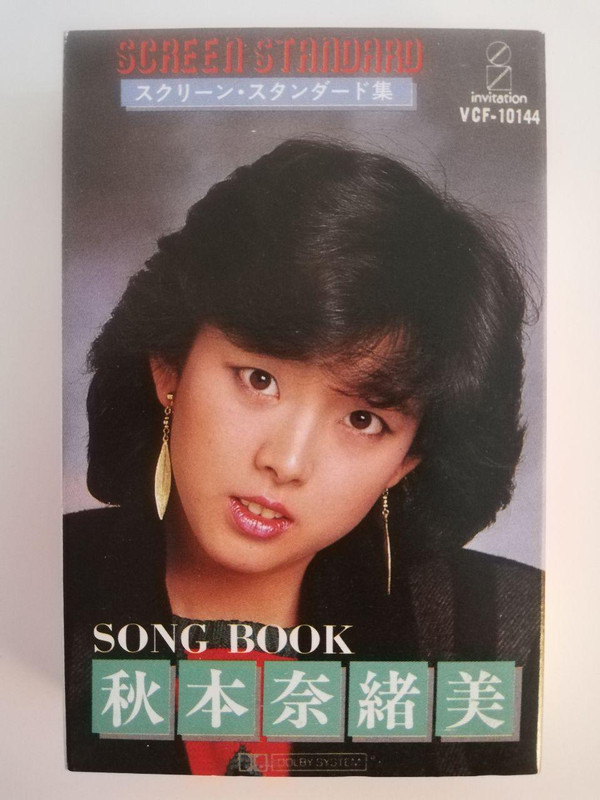 SCREEN STANDARD
スクリーン・スタンダード集
invitation
VCF-10144
SONG BOOK
秋本奈緒美
DOLBY SYSTEM